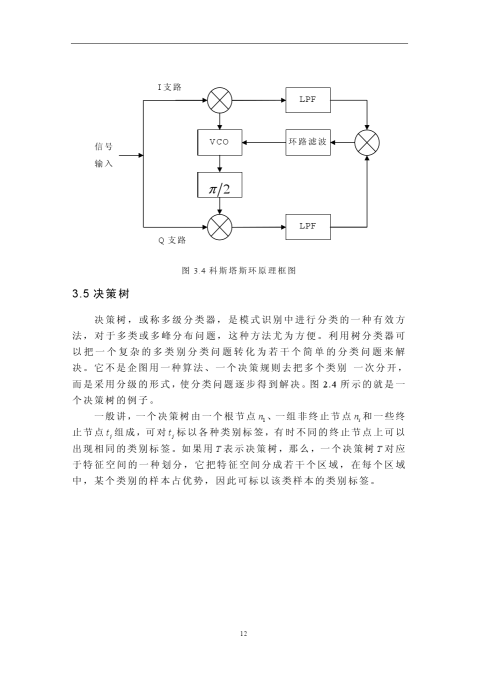 I支路
LPF
信号
输入
VCO
环路滤波
π/2
LPF
Q 支路
图 3.4 科斯塔斯环原理框图
3.5 决策树
决策树，或称多级分类器，是模式识别中进行分类的一种有效方
法，对于多类或多峰分布问题，这种方法尤为方便。利用树分类器可
以把一个复杂的多类别分类问题转化为若干个简单的分类问题来解
决。它不是企图用一种算法、一个决策规则去把多个类别 一次分开，
而是采用分级的形式，使分类问题逐步得到解决。图 2.4 所示的就是一
个决策树的例子。
一般讲，一个决策树由一个根节点 n₁、一组非终止节点 nᵢ 和一些终
止节点 tⱼ 组成，可对 tⱼ 标以各种类别标签，有时不同的终止节点上可以
出现相同的类别标签。如果用 T 表示决策树，那么，一个决策树 T 对应
于特征空间的一种划分，它把特征空间分成若干个区域，在每个区域
中，某个类别的样本占优势，因此可标以该类样本的类别标签。
12